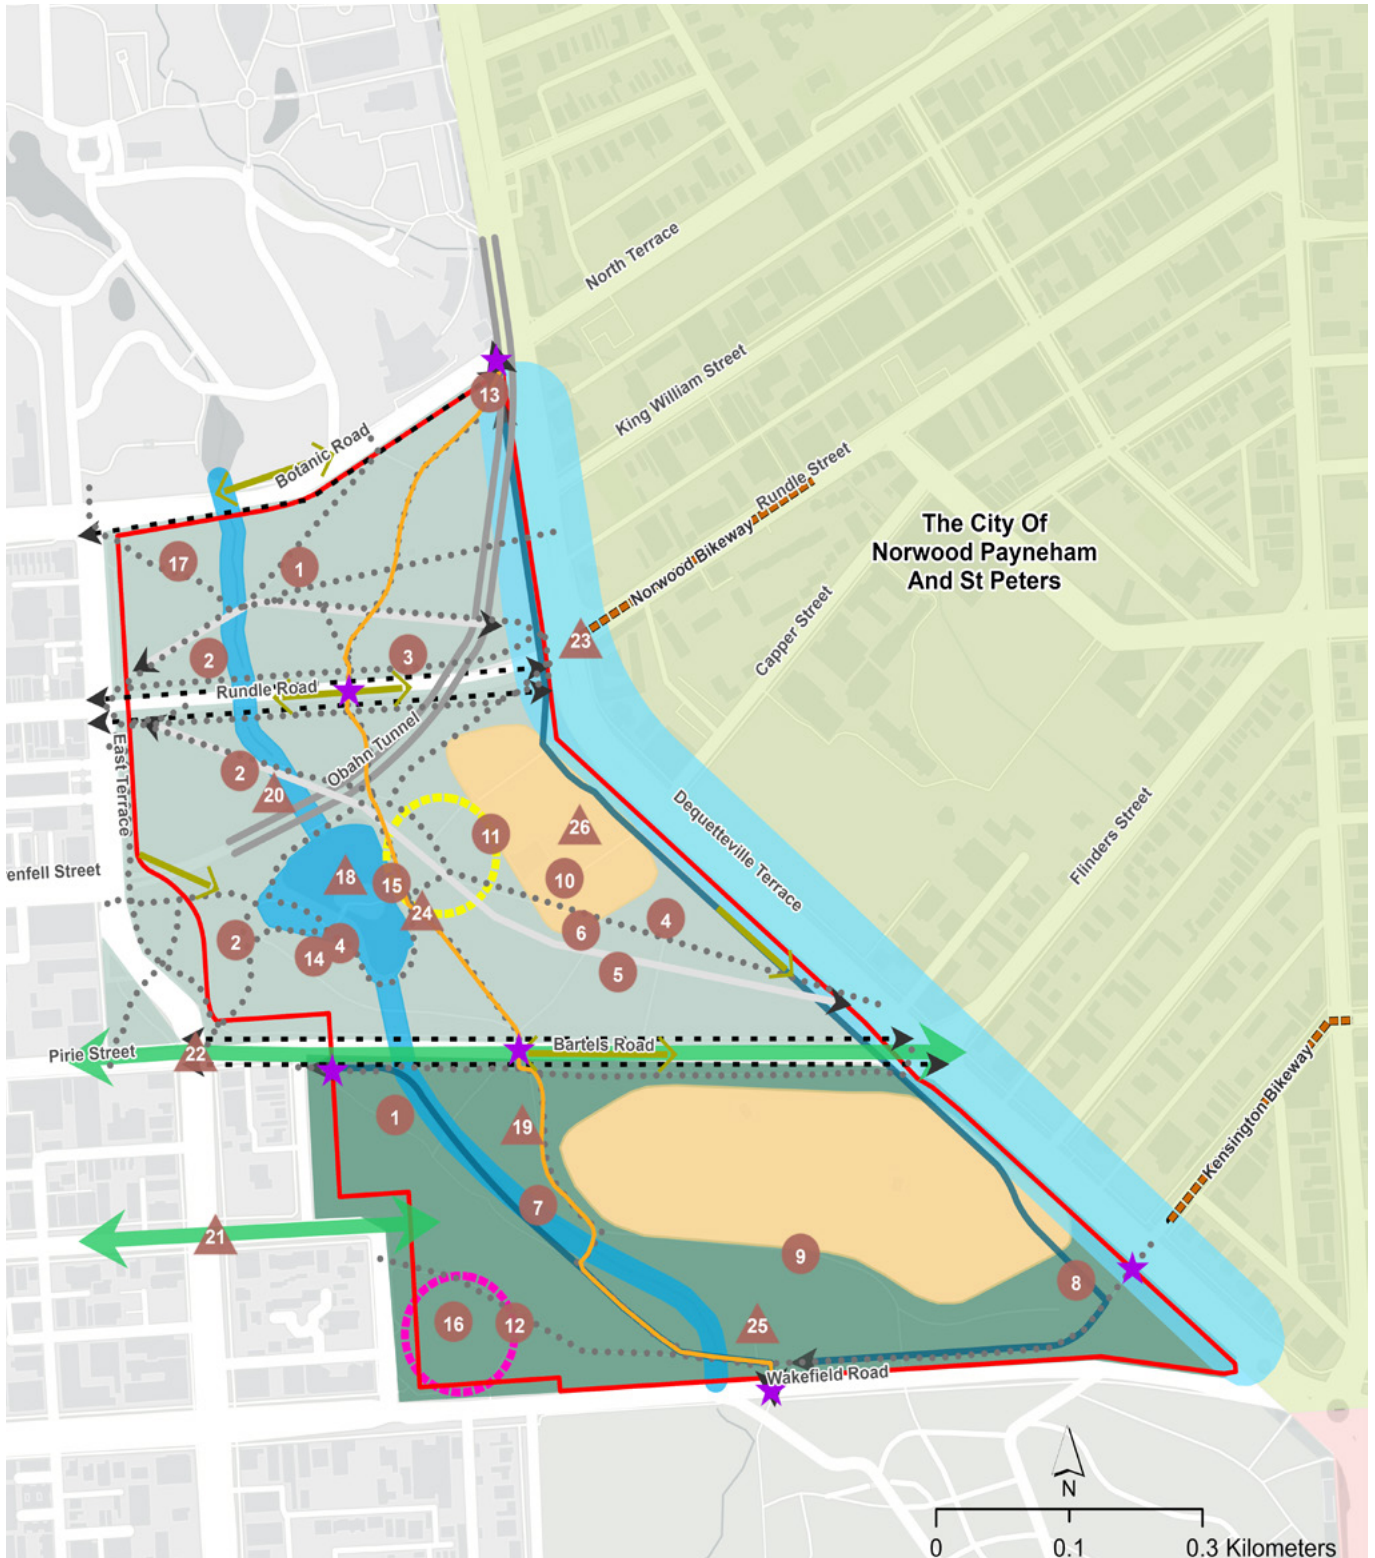 North Terrace
King William Street
13
Botanic Road
Rundle Street
The City Of
Norwood Payneham
And St Peters
Norwood Bikeway
17
1
Capper Street
23
2
3
Rundle Road
Obahn Tunnel
East Terrace
2
20
Dequetteville Terrace
Flinders Street
11
26
enfell Street
18
15
10
24
4
6
2
14
4
5
Pirie Street
22
Bartels Road
Kensington Bikeway
1
19
7
21
9
8
16
12
25
Wakefield Road
N
0
0.1
0.3 Kilometers